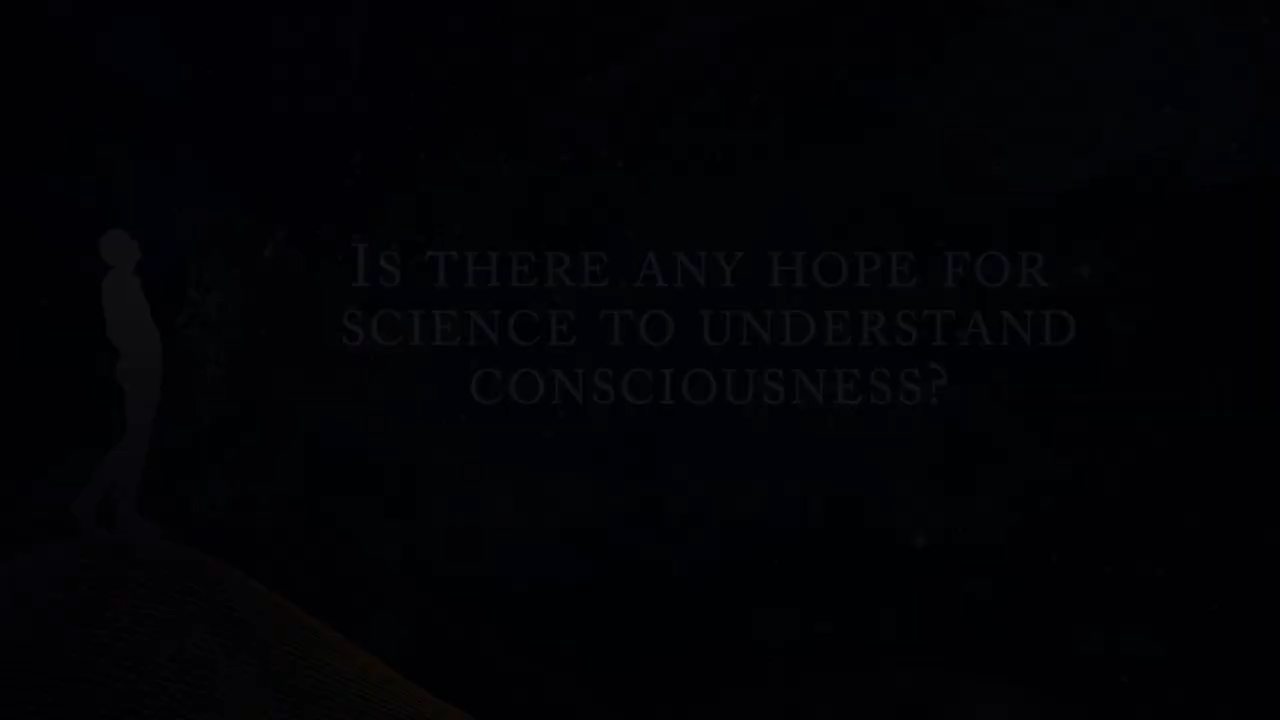 Is there any hope for
science to understand
consciousness?